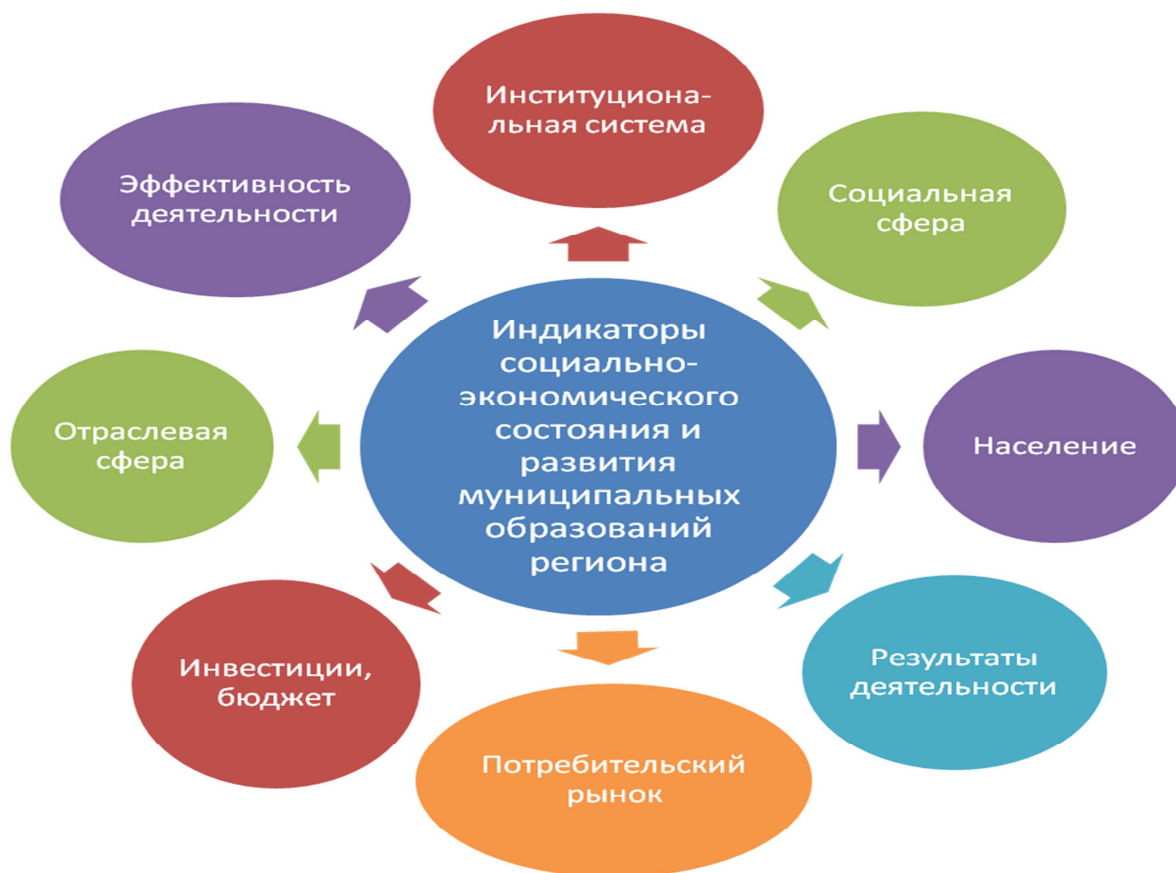 Институциона-
льная система
Социальная
сфера
Население
Результаты
деятельности
Потребительский
рынок
Инвестиции,
бюджет
Отраслевая
сфера
Эффективность
деятельности
Индикаторы
социально-
экономического
состояния и
развития
муниципальных
образований
региона